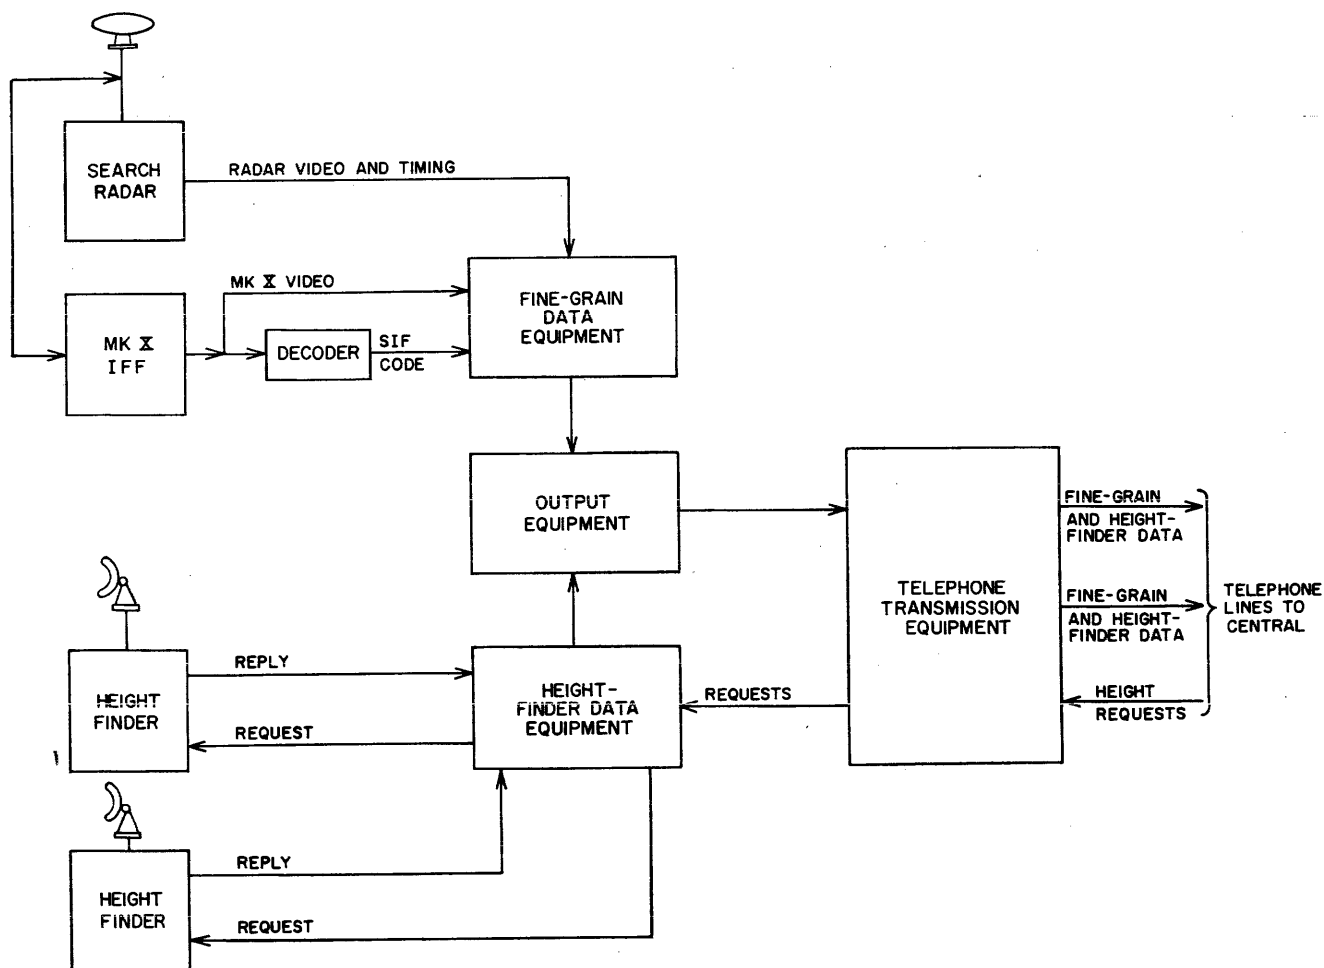 SEARCH
RADAR
RADAR VIDEO AND TIMING
MK X VIDEO
MK X
IFF
DECODER
SIF
CODE
FINE-GRAIN
DATA
EQUIPMENT
OUTPUT
EQUIPMENT
TELEPHONE
TRANSMISSION
EQUIPMENT
FINE-GRAIN
AND HEIGHT-
FINDER DATA
FINE-GRAIN
AND HEIGHT-
FINDER DATA
HEIGHT
REQUESTS
TELEPHONE
LINES TO
CENTRAL
HEIGHT
FINDER
REPLY
REQUEST
HEIGHT-
FINDER DATA
EQUIPMENT
REQUESTS
HEIGHT
FINDER
REPLY
REQUEST